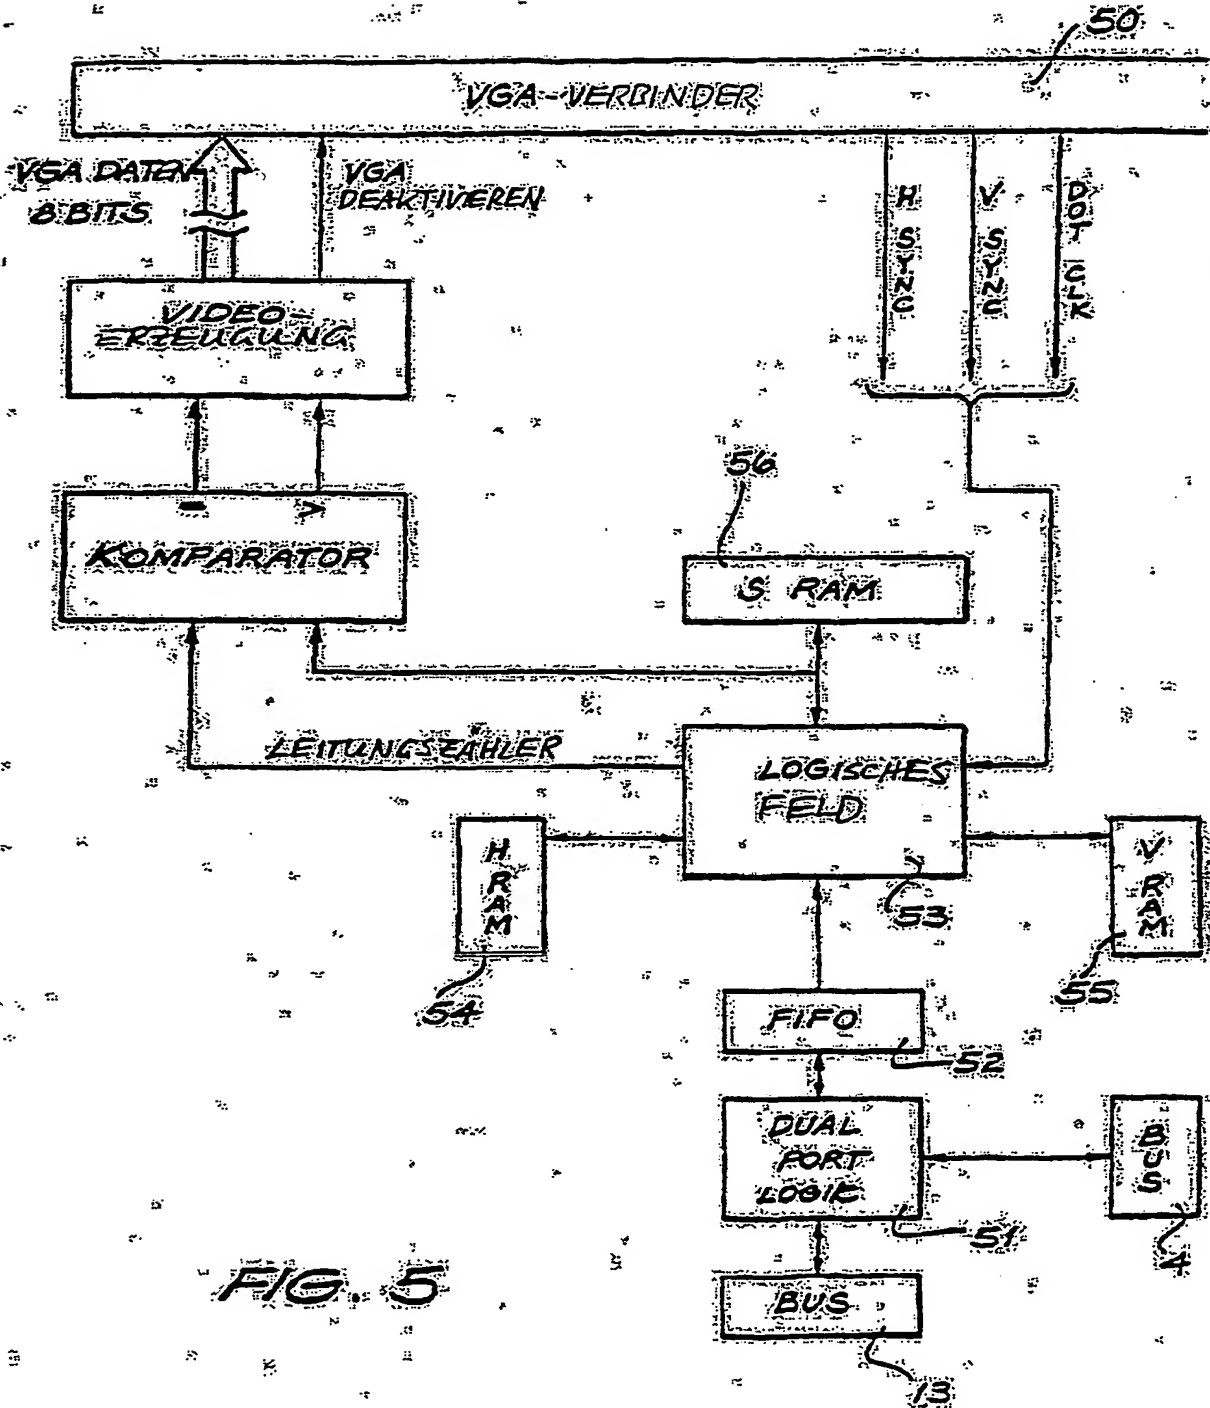 50
VGA-VERBINDER
VGA DATEN
8 BITS
VGA
DEAKTIVIEREN
H SYNC
V SYNC
DOT CLK
VIDEO-
ERZEUGUNG
KOMPARATOR
56
S RAM
LEITUNGSZÄHLER
LOGISCHES
FELD
53
H RAM
54
V RAM
55
FIFO
52
DUAL
PORT
LOGIK
51
BUS
4
BUS
13
FIG. 5